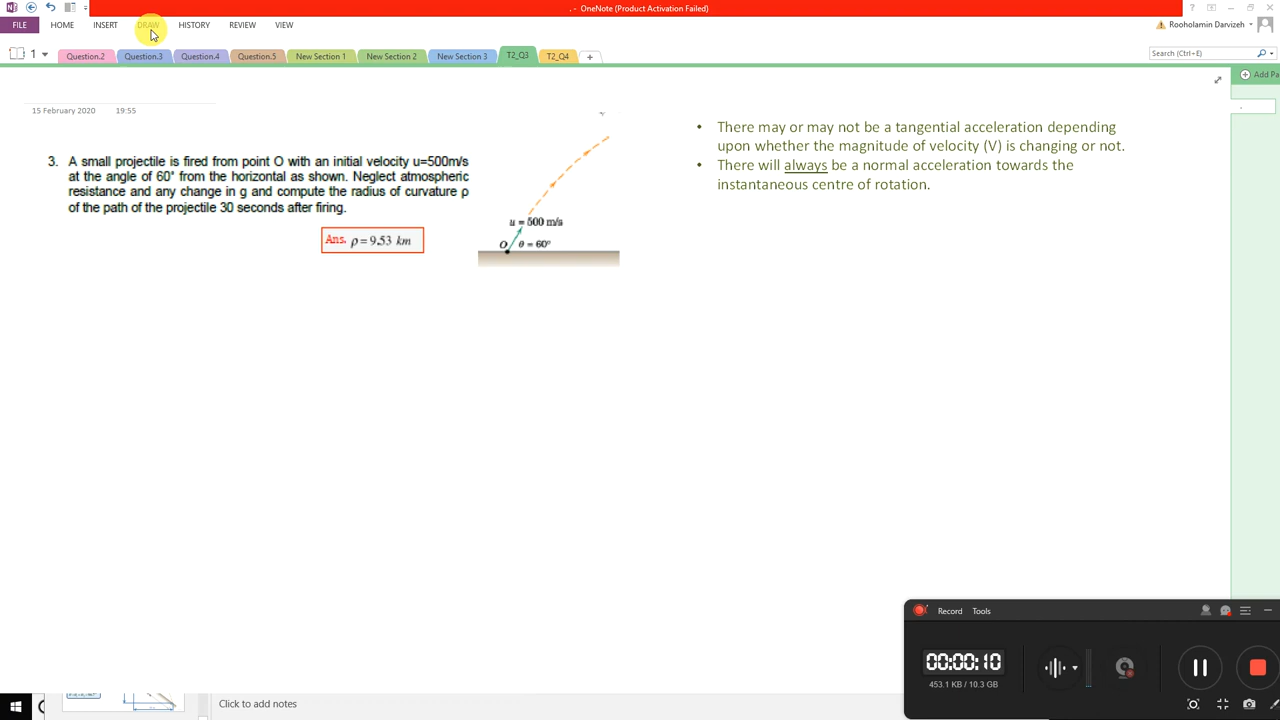 . - OneNote (Product Activation Failed)
FILE HOME INSERT DRAW HISTORY REVIEW VIEW
Rooholamin Darvizeh
1 Question.2 Question.3 Question.4 Question.5 New Section 1 New Section 2 New Section 3 T2_Q3 T2_Q4 +
Search (Ctrl+E)
Add Pa
15 February 2020 19:55
3. A small projectile is fired from point O with an initial velocity u=500m/s
at the angle of 60° from the horizontal as shown. Neglect atmospheric
resistance and any change in g and compute the radius of curvature ρ
of the path of the projectile 30 seconds after firing.
Ans. ρ = 9.53 km
u = 500 m/s
O θ = 60°
• There may or may not be a tangential acceleration depending
upon whether the magnitude of velocity (V) is changing or not.
• There will always be a normal acceleration towards the
instantaneous centre of rotation.
Record Tools
00:00:10
453.1 KB / 10.3 GB
Click to add notes